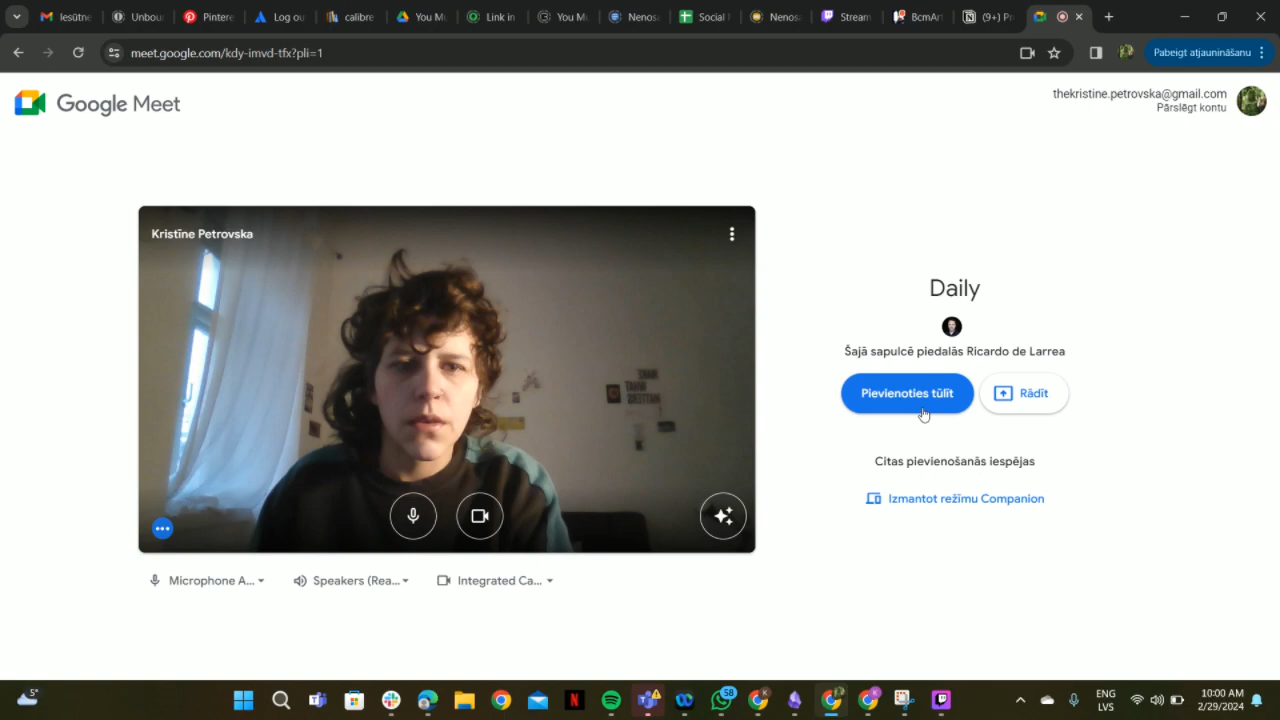 Iesūtne
Unbou
Pintere
Log ou
calibre
You M
Link in
You M
Nenosa
Social M
Nenosa
Stream
BcmArt
(9+) Pr
meet.google.com/kdy-imvd-tfx?pli=1
Pabeigt atjaunināšanu
Google Meet
thekristine.petrovska@gmail.com
Pārslēgt kontu
Kristīne Petrovska
Daily
Šajā sapulcē piedalās Ricardo de Larrea
Pievienoties tūlīt
Rādīt
Citas pievienošanās iespējas
Izmantot režīmu Companion
Microphone A...
Speakers (Rea...
Integrated Ca...
5°
58
ENG
LVS
10:00 AM
2/29/2024